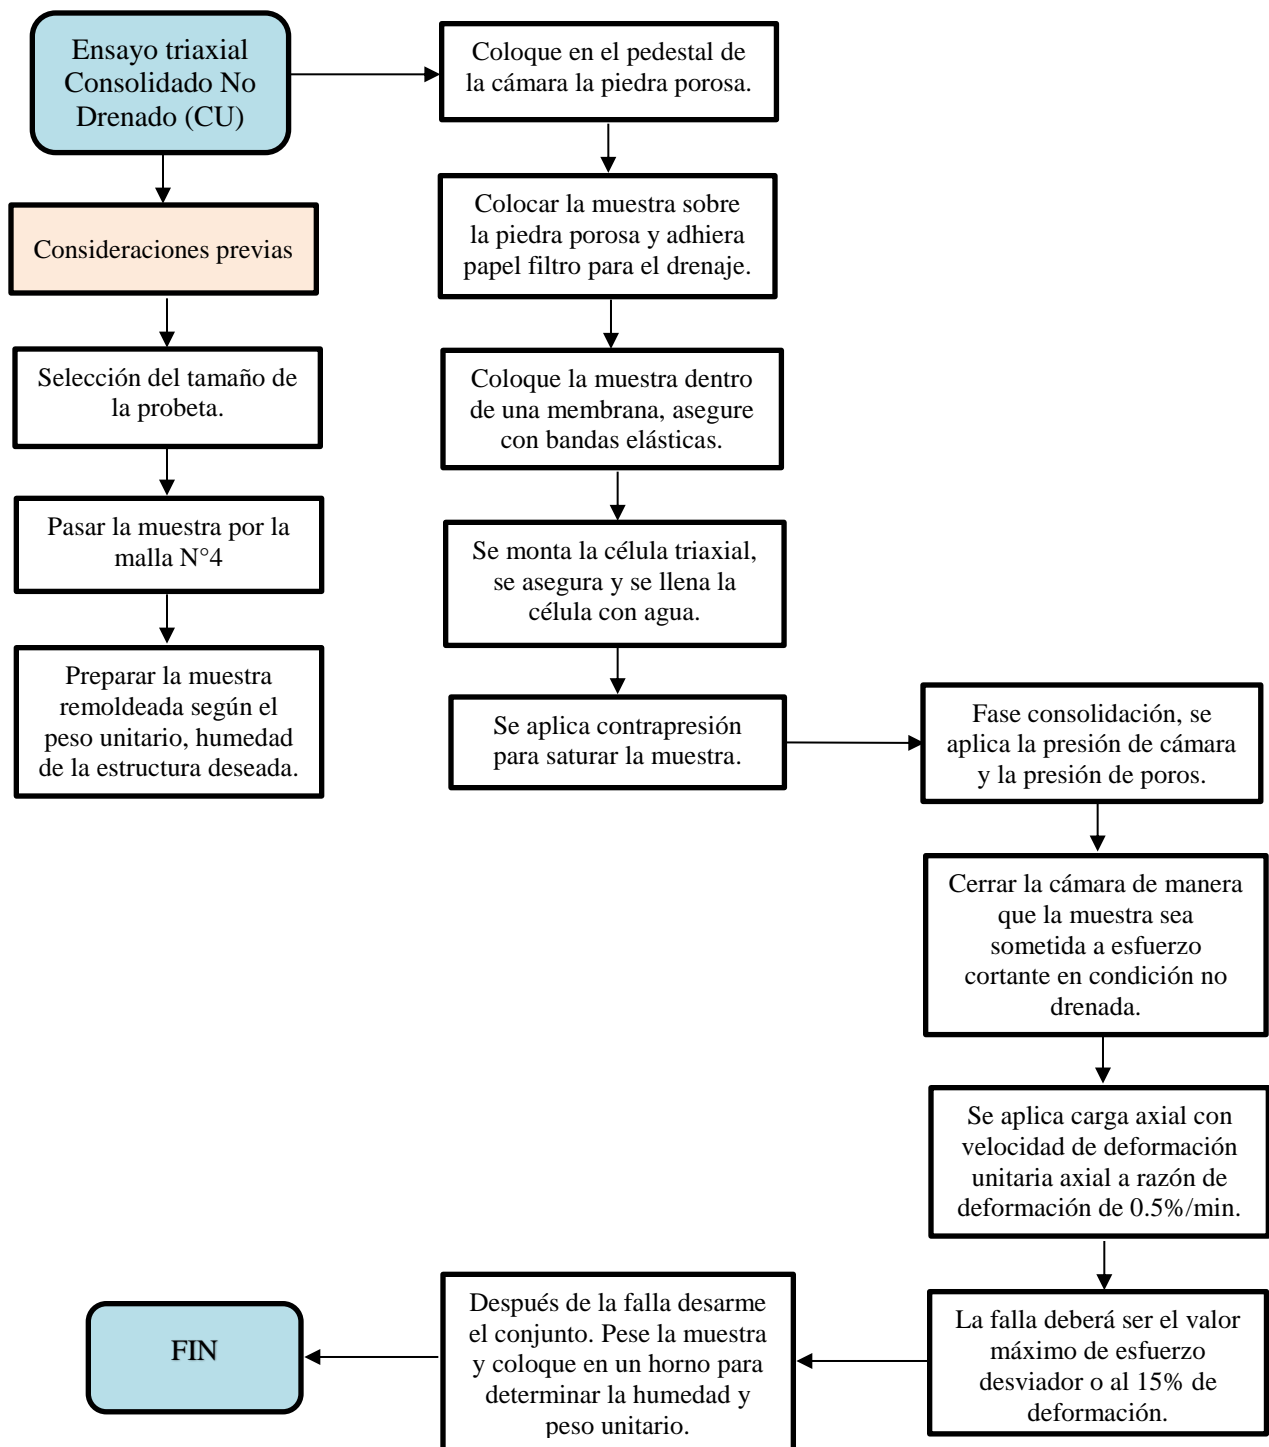 Ensayo triaxial
Consolidado No
Drenado (CU)
Consideraciones previas
Selección del tamaño de
la probeta.
Pasar la muestra por la
malla N°4
Preparar la muestra
remoldeada según el
peso unitario, humedad
de la estructura deseada.
Coloque en el pedestal de
la cámara la piedra porosa.
Colocar la muestra sobre
la piedra porosa y adhiera
papel filtro para el drenaje.
Coloque la muestra dentro
de una membrana, asegure
con bandas elásticas.
Se monta la célula triaxial,
se asegura y se llena la
célula con agua.
Se aplica contrapresión
para saturar la muestra.
Fase consolidación, se
aplica la presión de cámara
y la presión de poros.
Cerrar la cámara de manera
que la muestra sea
sometida a esfuerzo
cortante en condición no
drenada.
Se aplica carga axial con
velocidad de deformación
unitaria axial a razón de
deformación de 0.5%/min.
La falla deberá ser el valor
máximo de esfuerzo
desviador o al 15% de
deformación.
Después de la falla desarme
el conjunto. Pese la muestra
y coloque en un horno para
determinar la humedad y
peso unitario.
FIN